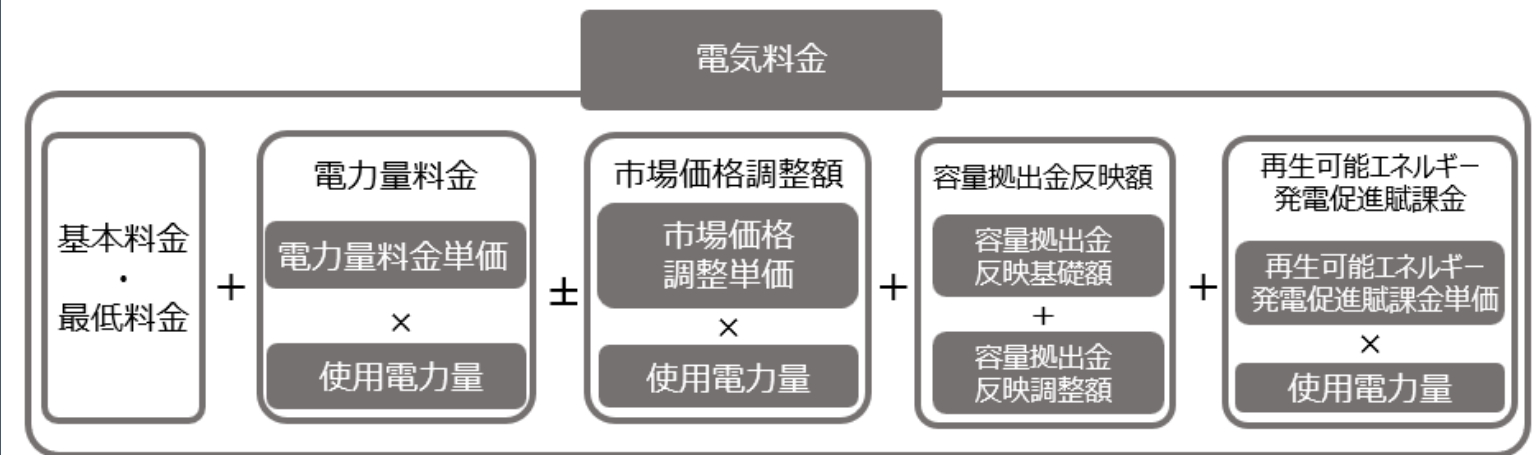 電気料金
基本料金
・
最低料金
+
電力量料金
電力量料金単価
×
使用電力量
±
市場価格調整額
市場価格
調整単価
×
使用電力量
+
容量拠出金反映額
容量拠出金
反映基礎額
+
容量拠出金
反映調整額
+
再生可能エネルギー
発電促進賦課金
再生可能エネルギー
発電促進賦課金単価
×
使用電力量